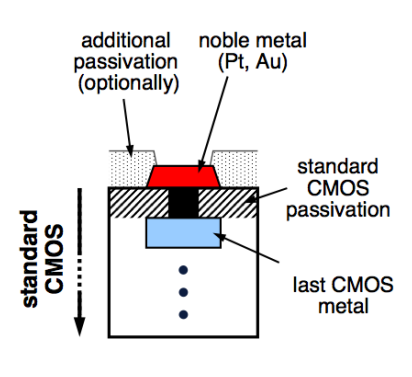 additional
passivation
(optionally)
noble metal
(Pt, Au)
standard
CMOS
passivation
standard
CMOS
last CMOS
metal